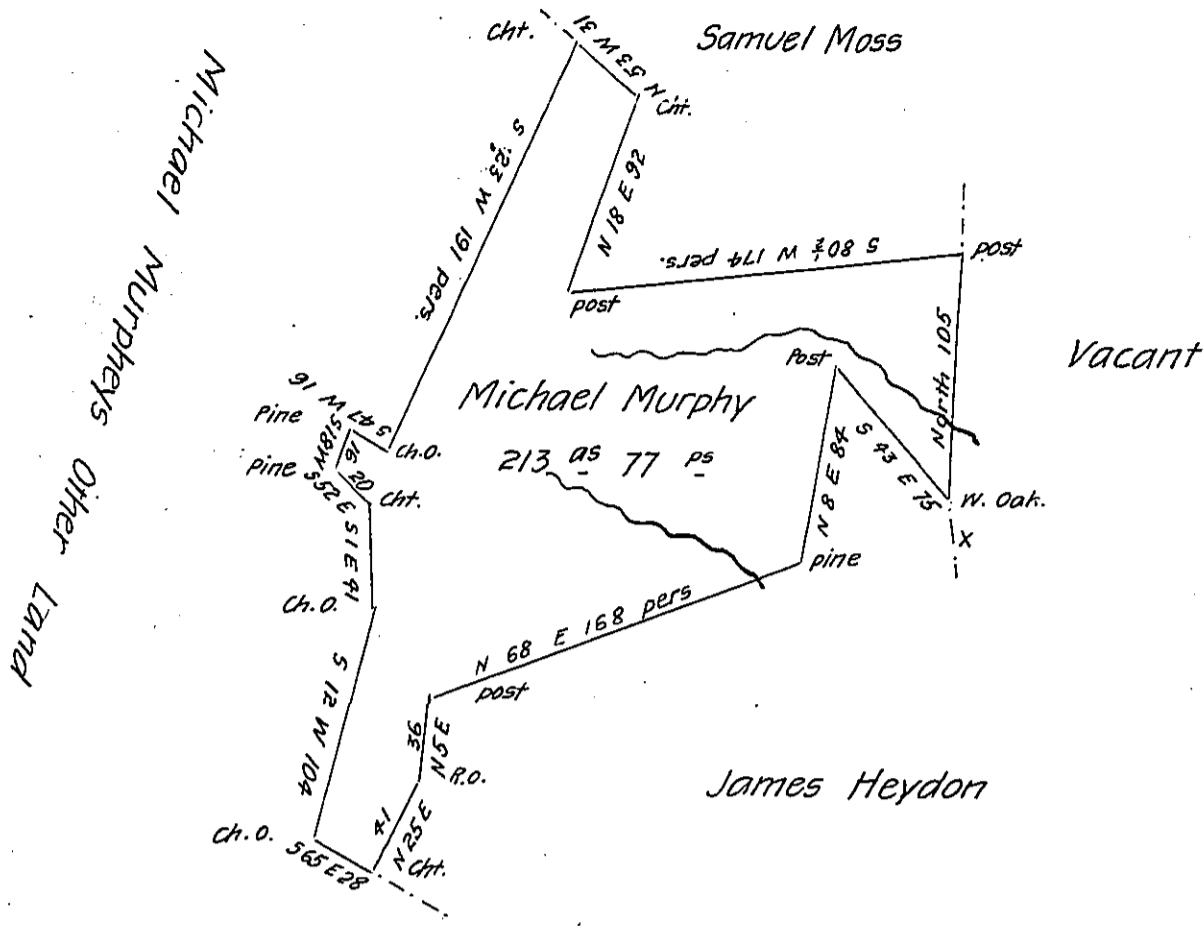 Samuel Moss
Cht.
N 53 W 31
Cht.
N 18 E 92
S 23° W 191 pers.
S 80½ W 174 pers.
post
post
North 105
Vacant
Post
Michael Murpheys Other Land
Michael Murphy
213 as 77 ps
S 47 W 16
Pine
S18W
16
Ch.O.
Pine
S 52 E
20
Cht.
S 43 E 75
N 8 E 84
W. Oak.
X
pine
S 1 E 41
Ch.O.
N 68 E 168 pers
post
S 12 W 104
36
N 5 E
R.O.
James Heydon
41
N 25 E
Ch.O.
S 65 E 28
Cht.